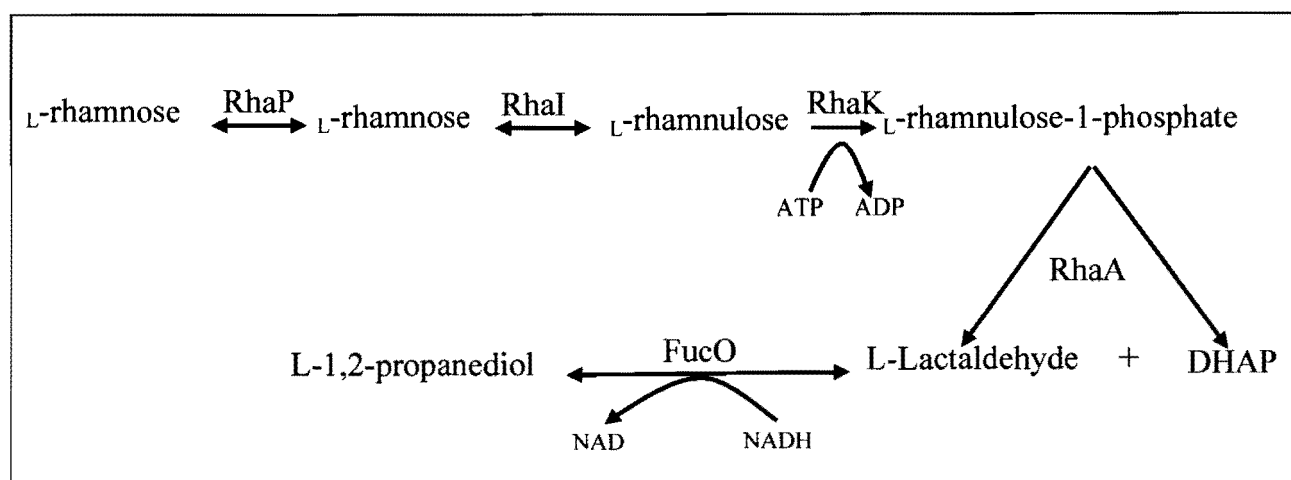 L-rhamnose RhaP L-rhamnose RhaI L-rhamnulose RhaK L-rhamnulose-1-phosphate
ATP ADP
RhaA
L-1,2-propanediol FucO L-Lactaldehyde + DHAP
NAD NADH